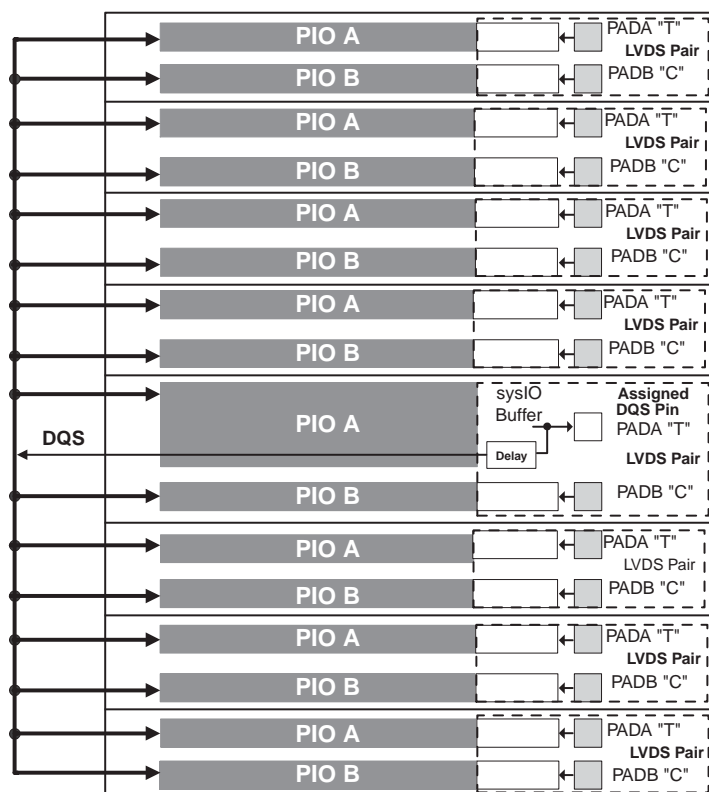 PIO A
PADA "T"
LVDS Pair
PIO B
PADB "C"
PIO A
PADA "T"
LVDS Pair
PIO B
PADB "C"
PIO A
PADA "T"
LVDS Pair
PIO B
PADB "C"
PIO A
PADA "T"
LVDS Pair
PIO B
PADB "C"
PIO A
sysIO
Buffer
Delay
Assigned
DQS Pin
PADA "T"
LVDS Pair
DQS
PIO B
PADB "C"
PIO A
PADA "T"
LVDS Pair
PIO B
PADB "C"
PIO A
PADA "T"
LVDS Pair
PIO B
PADB "C"
PIO A
PADA "T"
LVDS Pair
PIO B
PADB "C"